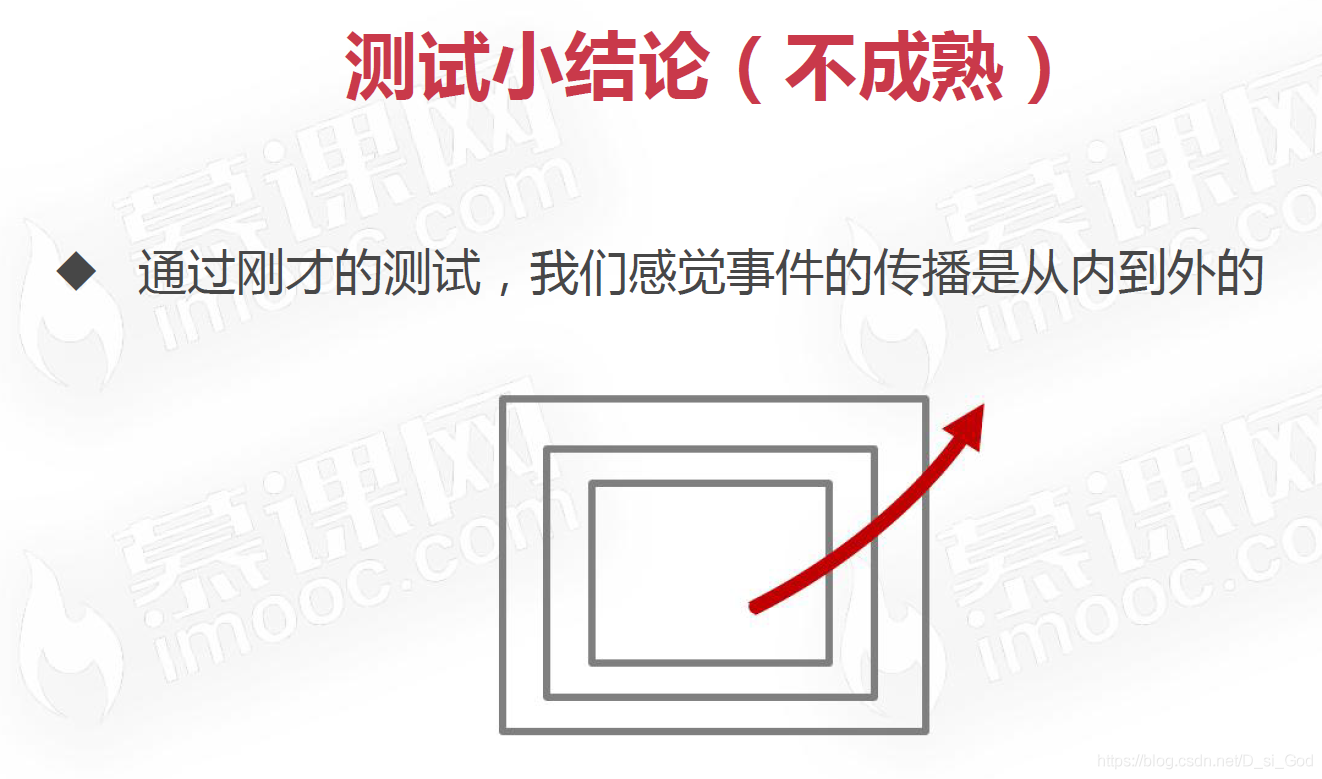 测试小结论（不成熟）
慕课网
imooc.com
慕课网
imooc.com
◆ 通过刚才的测试，我们感觉事件的传播是从内到外的
慕课网
imooc.com
慕课网
imooc.com
https://blog.csdn.net/D_si_God